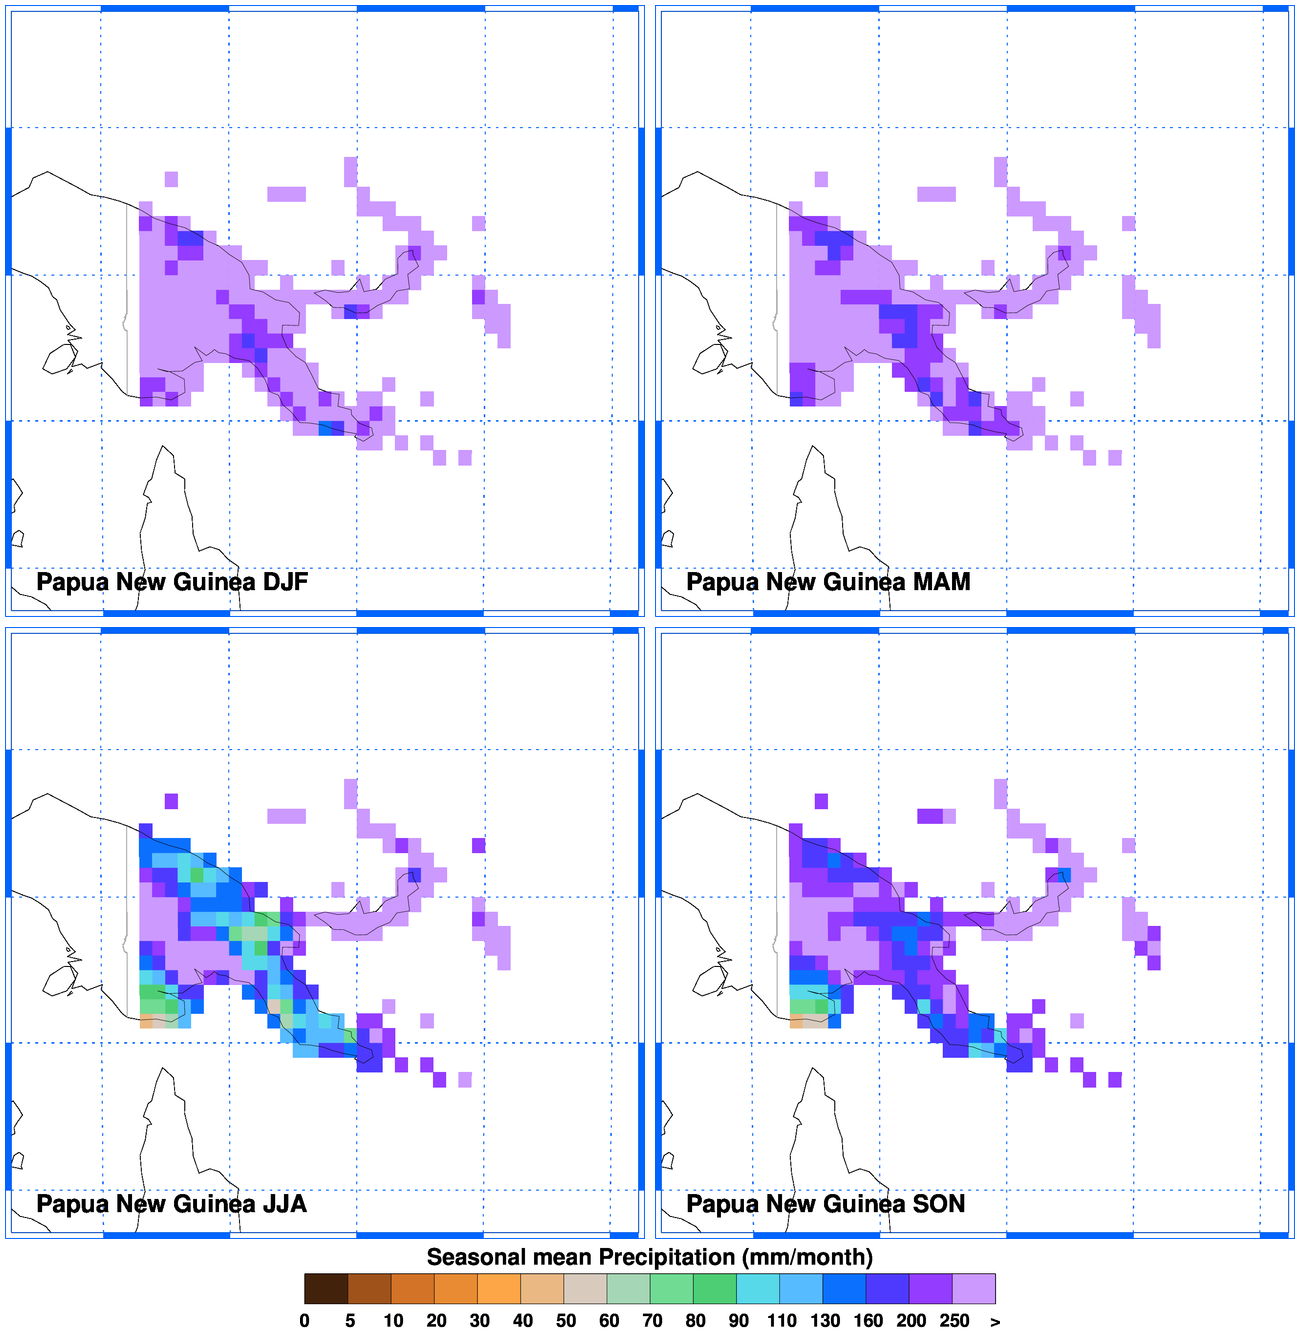 Papua New Guinea DJF
Papua New Guinea MAM
Papua New Guinea JJA
Papua New Guinea SON
Seasonal mean Precipitation (mm/month)
0 5 10 20 30 40 50 60 70 80 90 110 130 160 200 250 >